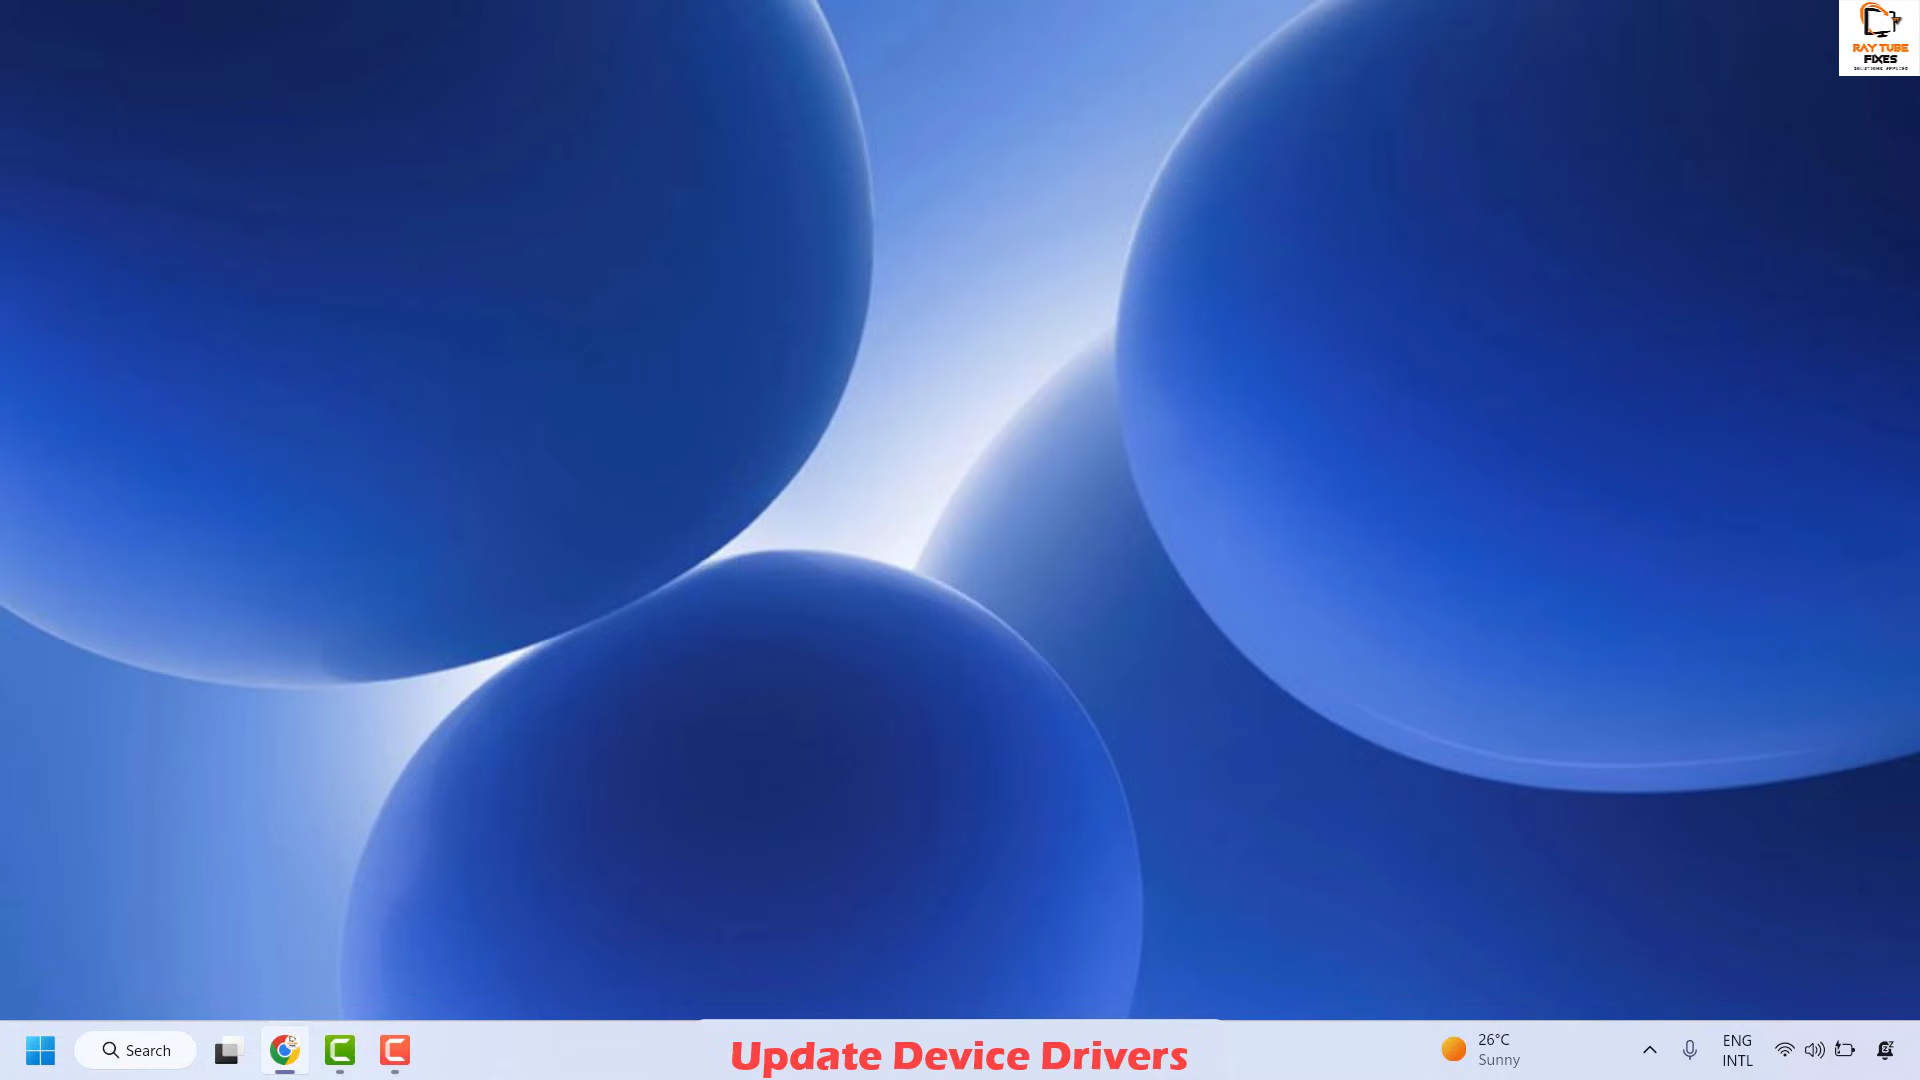 RAY TUBE
FIXES
Search
Update Device Drivers
26°C
Sunny
ENG
INTL